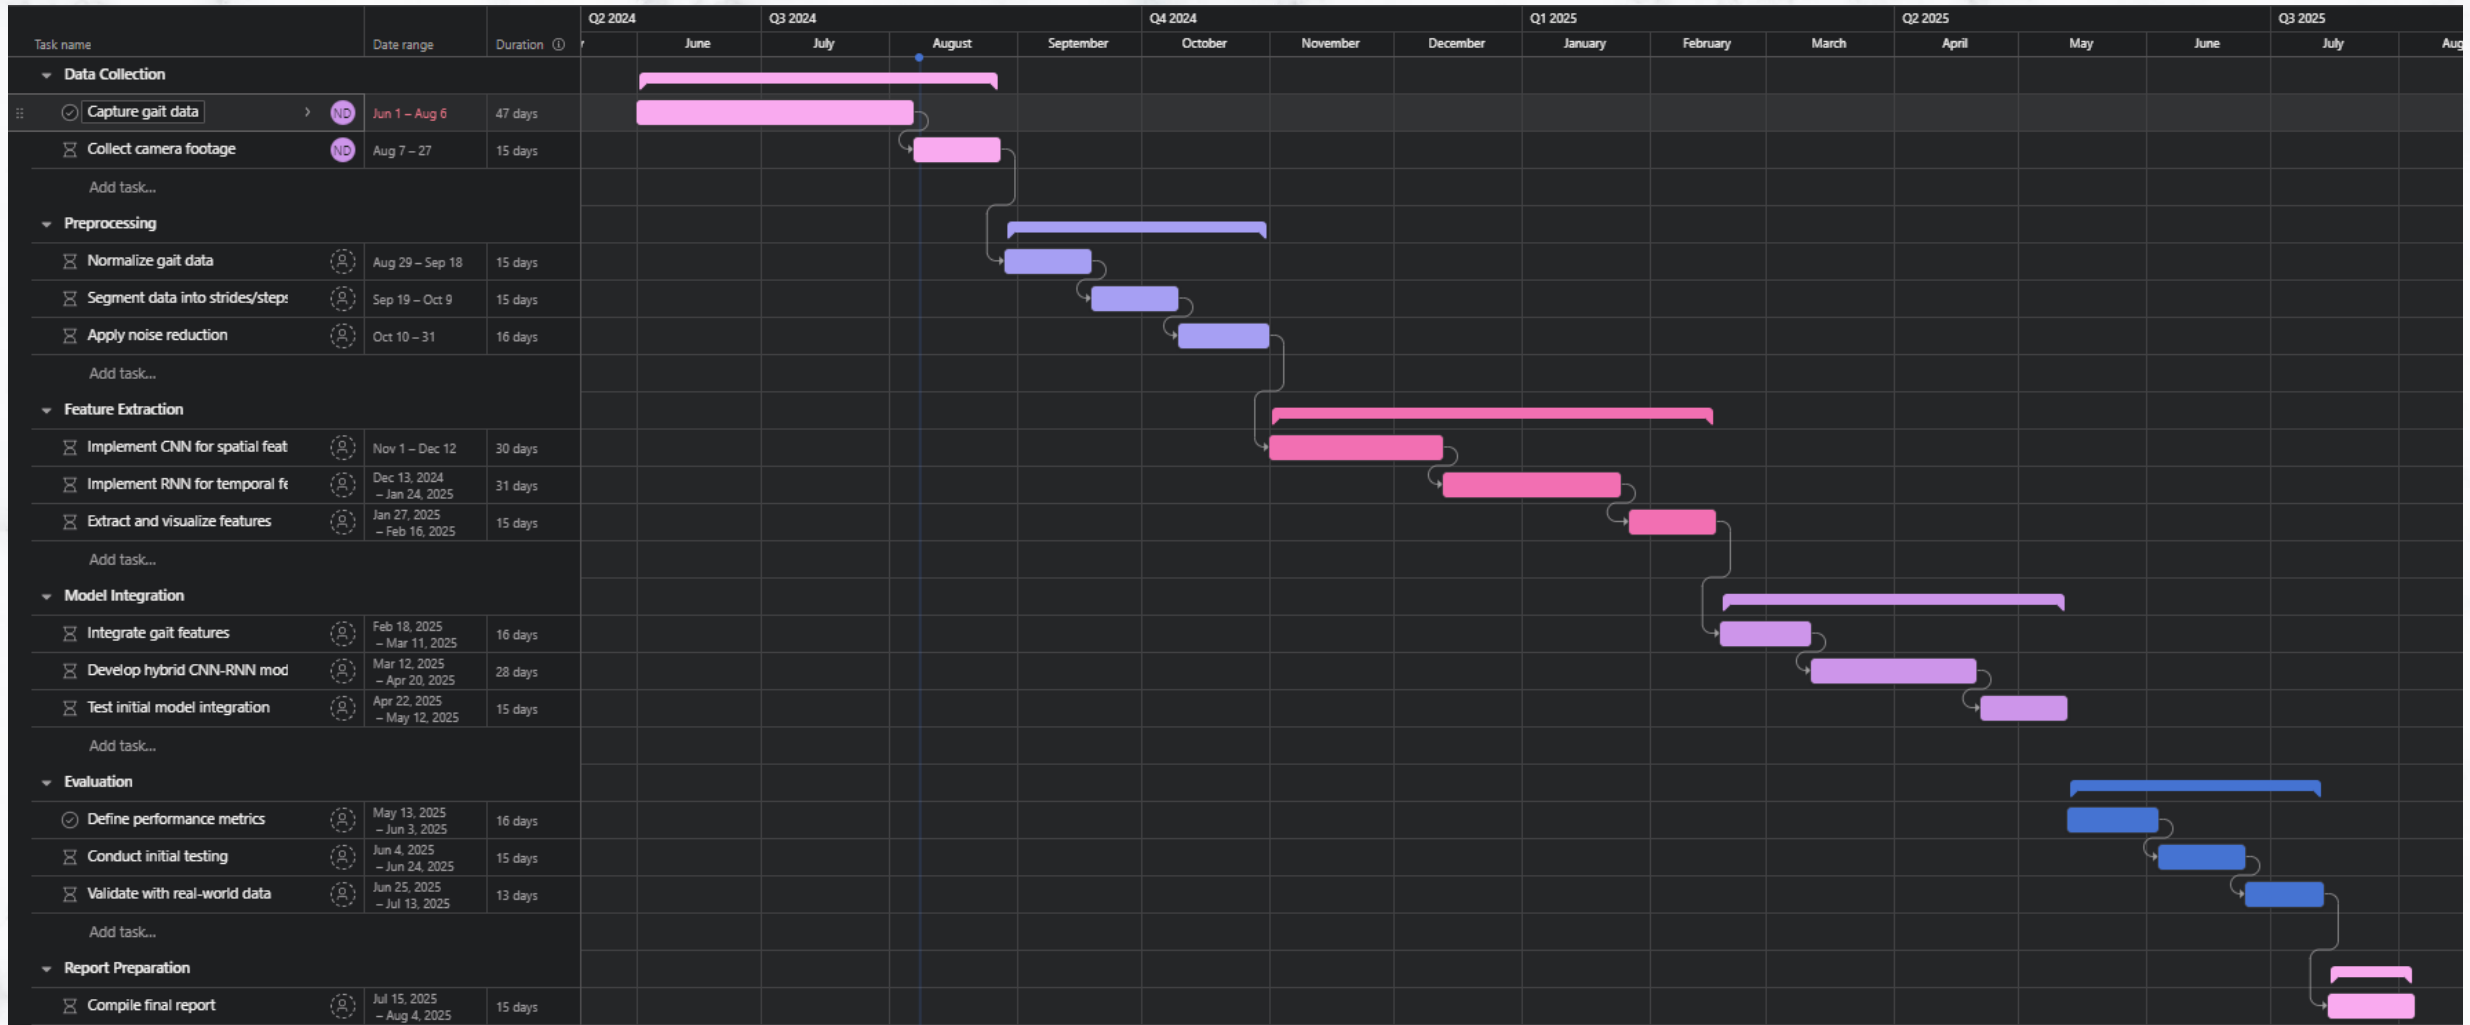 Q2 2024 Q3 2024 Q4 2024 Q1 2025 Q2 2025 Q3 2025
Task name Date range Duration June July August September October November December January February March April May June July Aug
Data Collection
Capture gait data ND Jun 1 – Aug 6 47 days
Collect camera footage ND Aug 7 – 27 15 days
Add task...
Preprocessing
Normalize gait data Aug 29 – Sep 18 15 days
Segment data into strides/steps Sep 19 – Oct 9 15 days
Apply noise reduction Oct 10 – 31 16 days
Add task...
Feature Extraction
Implement CNN for spatial feat Nov 1 – Dec 12 30 days
Implement RNN for temporal fe Dec 13, 2024 – Jan 24, 2025 31 days
Extract and visualize features Jan 27, 2025 – Feb 16, 2025 15 days
Add task...
Model Integration
Integrate gait features Feb 18, 2025 – Mar 11, 2025 16 days
Develop hybrid CNN-RNN mod Mar 12, 2025 – Apr 20, 2025 28 days
Test initial model integration Apr 22, 2025 – May 12, 2025 15 days
Add task...
Evaluation
Define performance metrics May 13, 2025 – Jun 3, 2025 16 days
Conduct initial testing Jun 4, 2025 – Jun 24, 2025 15 days
Validate with real-world data Jun 25, 2025 – Jul 13, 2025 13 days
Add task...
Report Preparation
Compile final report Jul 15, 2025 – Aug 4, 2025 15 days